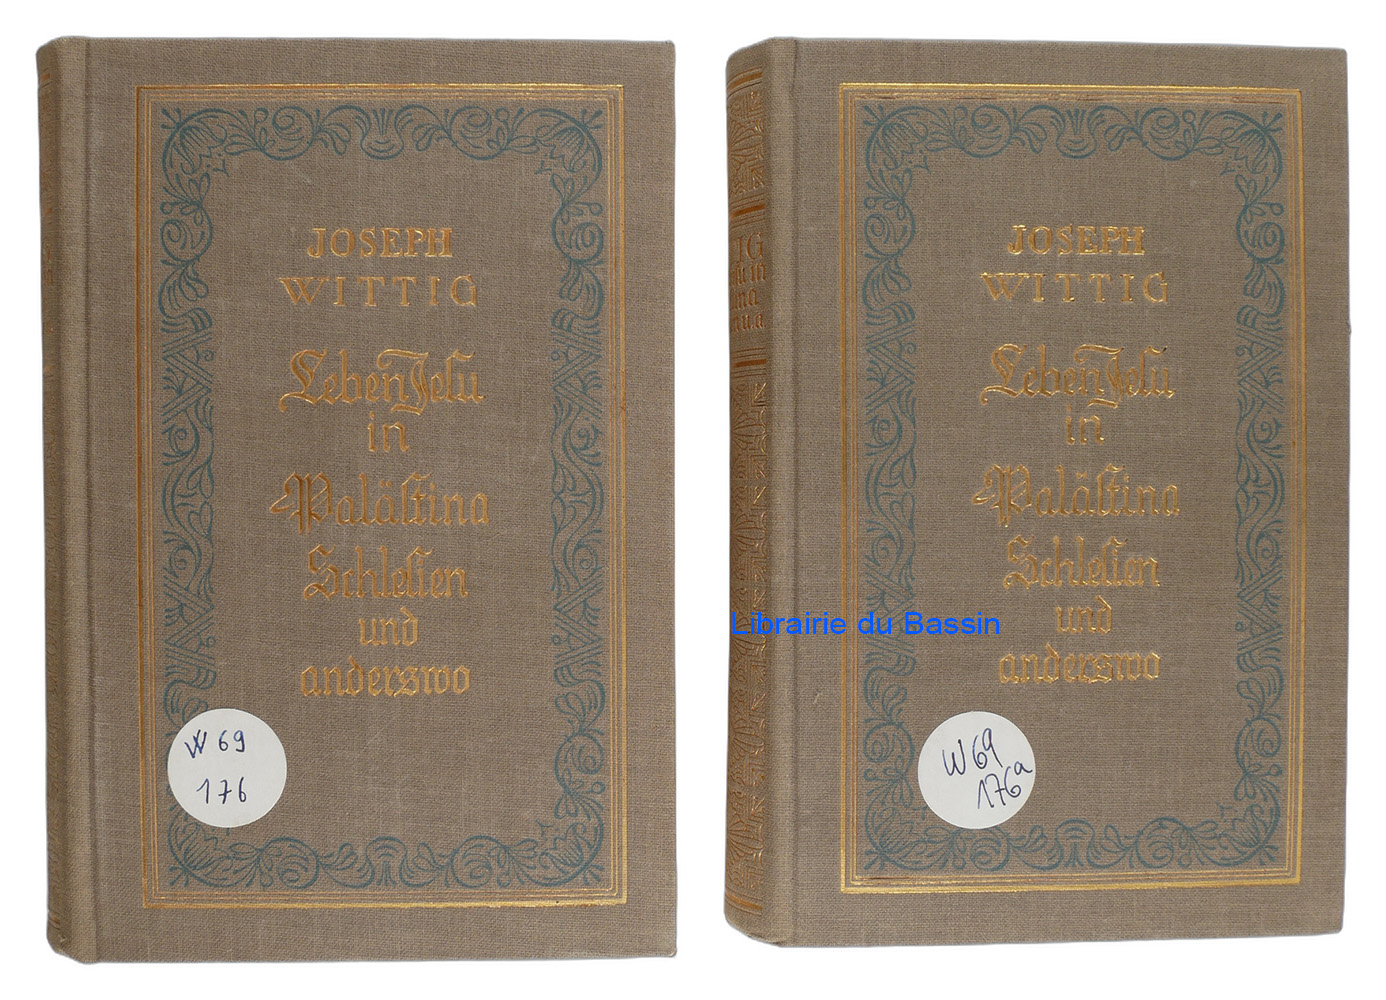 JOSEPH
WITTIG
Leben Jesu
in
Palästina
Schlesien
und
anderswo
W 69
176
JOSEPH
WITTIG
Leben Jesu
in
Palästina
Schlesien
und
anderswo
W69
176a
Librairie du Bassin